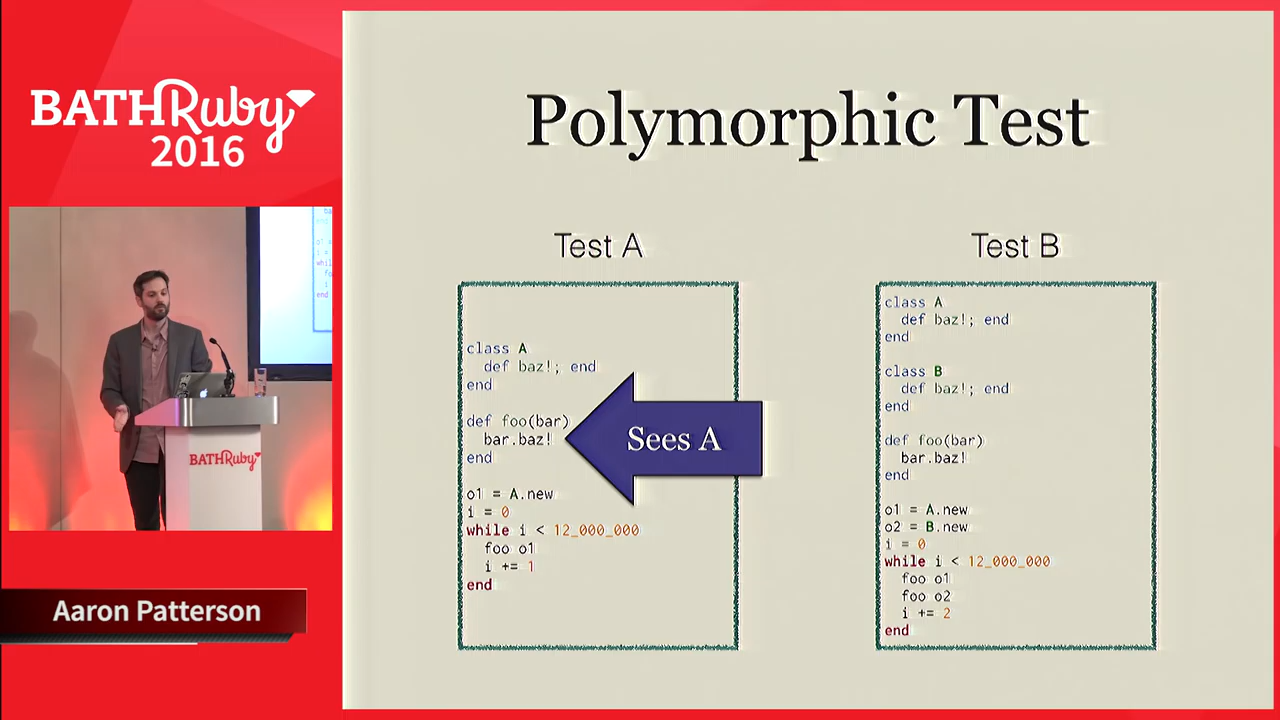 BATHRuby
2016
Polymorphic Test
Test A
class A
  def baz!; end
end

def foo(bar)
  bar.baz!
end

o1 = A.new
i = 0
while i < 12_000_000
  foo o1
  i += 1
end
Sees A
Test B
class A
  def baz!; end
end

class B
  def baz!; end
end

def foo(bar)
  bar.baz!
end

o1 = A.new
o2 = B.new
i = 0
while i < 12_000_000
  foo o1
  foo o2
  i += 2
end
BATHRuby
Aaron Patterson